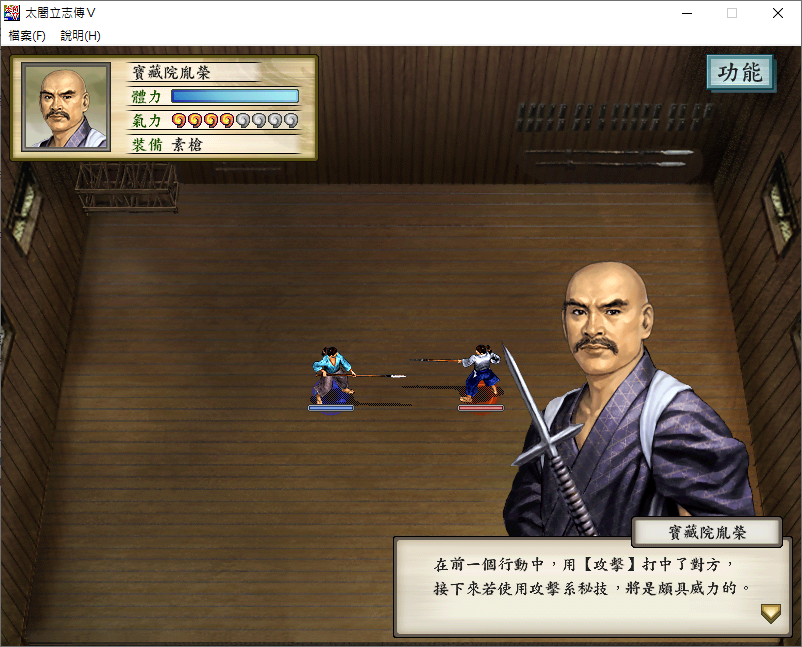 太閤立志傳Ⅴ
檔案(F) 說明(H)
寶藏院胤榮
體力
氣力
裝備 素槍
功能
寶藏院胤榮
在前一個行動中，用【攻擊】打中了對方，
接下來若使用攻擊系秘技，將是頗具威力的。